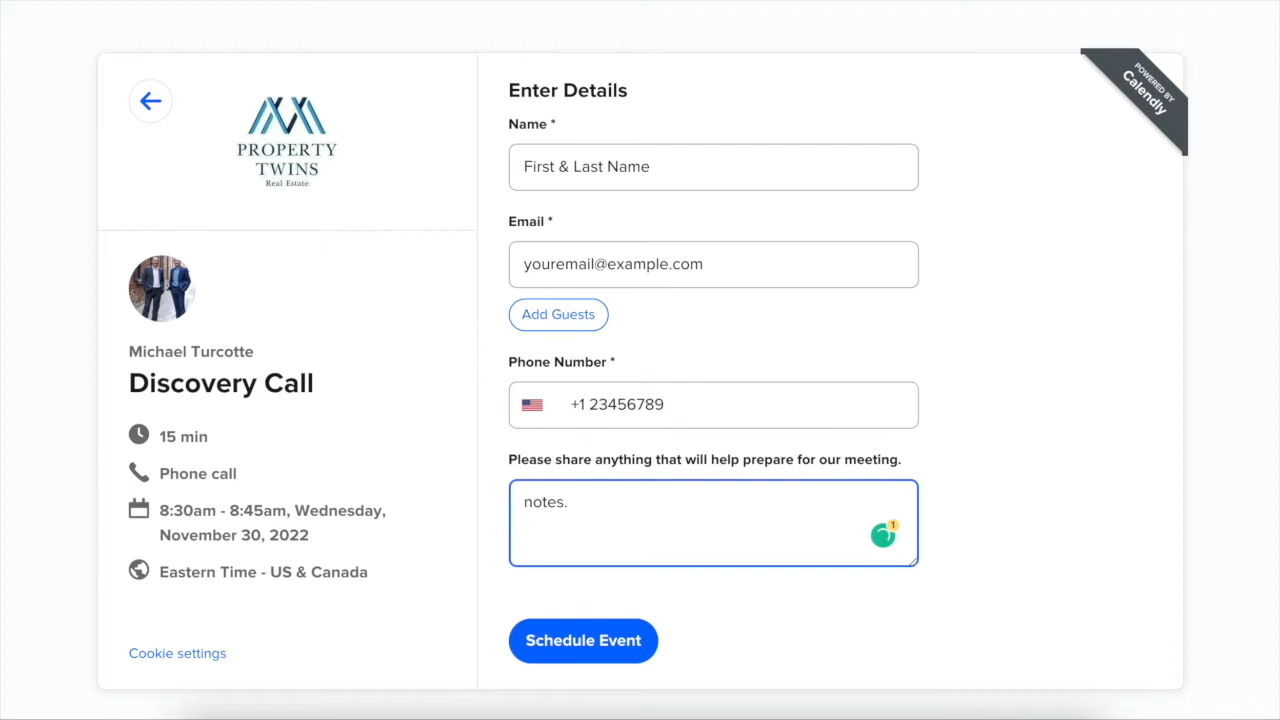 PROPERTY
TWINS
Real Estate
Michael Turcotte
Discovery Call
15 min
Phone call
8:30am - 8:45am, Wednesday,
November 30, 2022
Eastern Time - US & Canada
Cookie settings
Enter Details
Name *
First & Last Name
Email *
youremail@example.com
Add Guests
Phone Number *
+1 23456789
Please share anything that will help prepare for our meeting.
notes.
1
Schedule Event
POWERED BY
Calendly